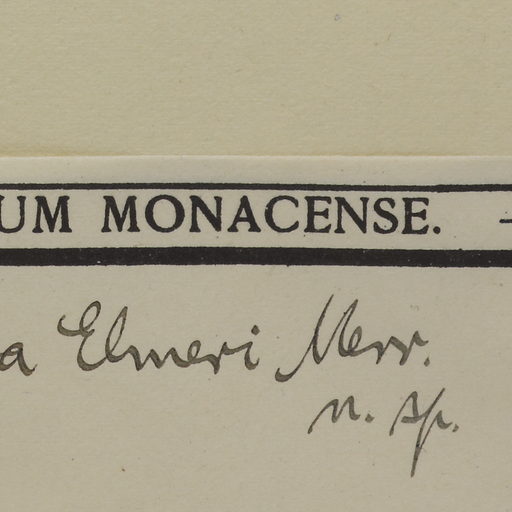 UM MONACENSE. –
a Elmeri Merr.
n. sp.